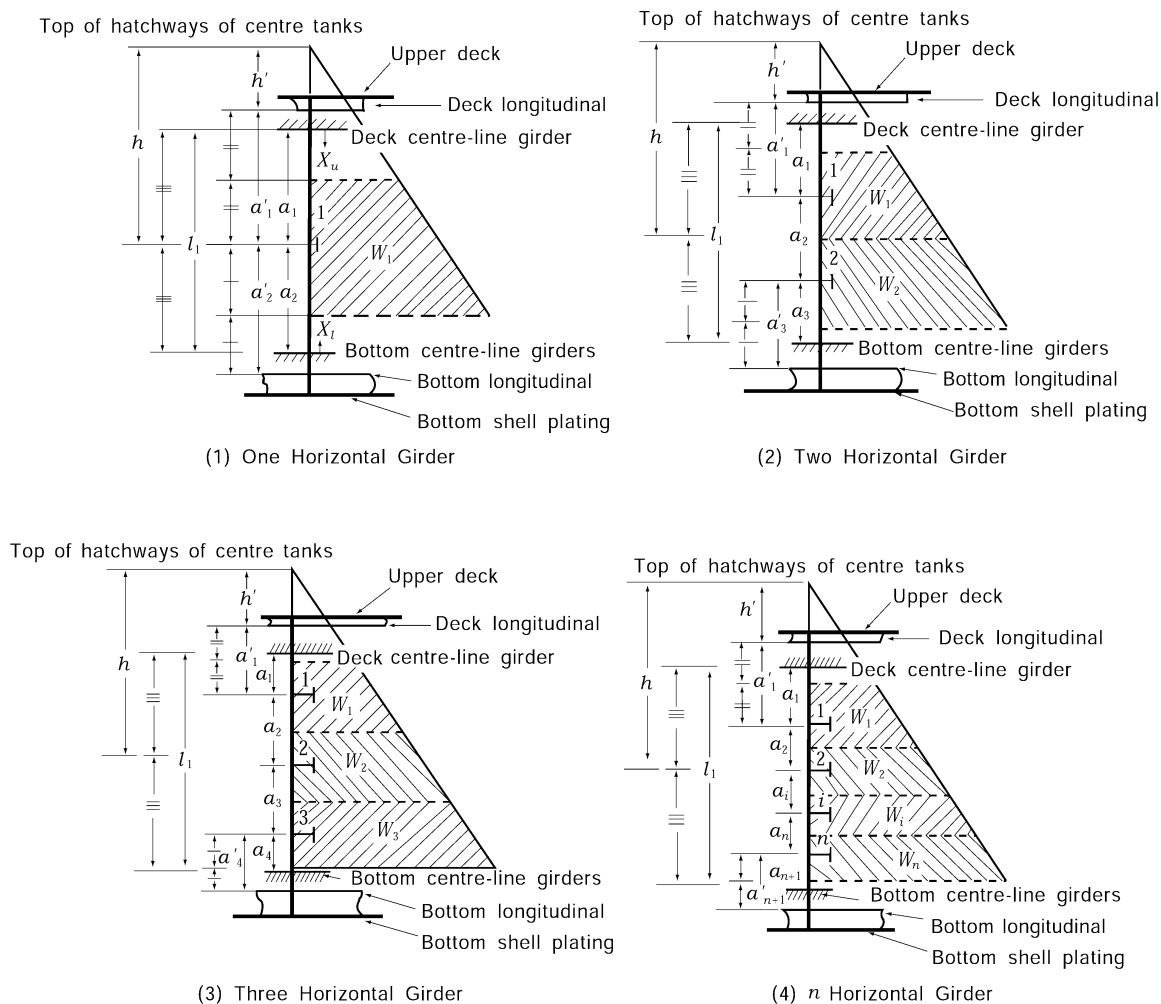 Top of hatchways of centre tanks
Upper deck
h'
Deck longitudinal
Deck centre-line girder
h
X_u
l_1
a'_1 a_1
1
W_1
a'_2 a_2
X_l
Bottom centre-line girders
Bottom longitudinal
Bottom shell plating
(1) One Horizontal Girder
Top of hatchways of centre tanks
Upper deck
h'
Deck longitudinal
Deck centre-line girder
h
a'_1
a_1
1
W_1
l_1
a_2
2
W_2
a'_3
a_3
Bottom centre-line girders
Bottom longitudinal
Bottom shell plating
(2) Two Horizontal Girder
Top of hatchways of centre tanks
Upper deck
h'
Deck longitudinal
Deck centre-line girder
h
a'_1
a_1
1
W_1
a_2
l_1
2
W_2
a_3
3
W_3
a'_4
a_4
Bottom centre-line girders
Bottom longitudinal
Bottom shell plating
(3) Three Horizontal Girder
Top of hatchways of centre tanks
Upper deck
h'
Deck longitudinal
Deck centre-line girder
h
a'_1
a_1
1
W_1
a_2
2
W_2
l_1
a_i
i
W_i
a_n
n
W_n
a_{n+1}
a'_{n+1}
Bottom centre-line girders
Bottom longitudinal
Bottom shell plating
(4) n Horizontal Girder